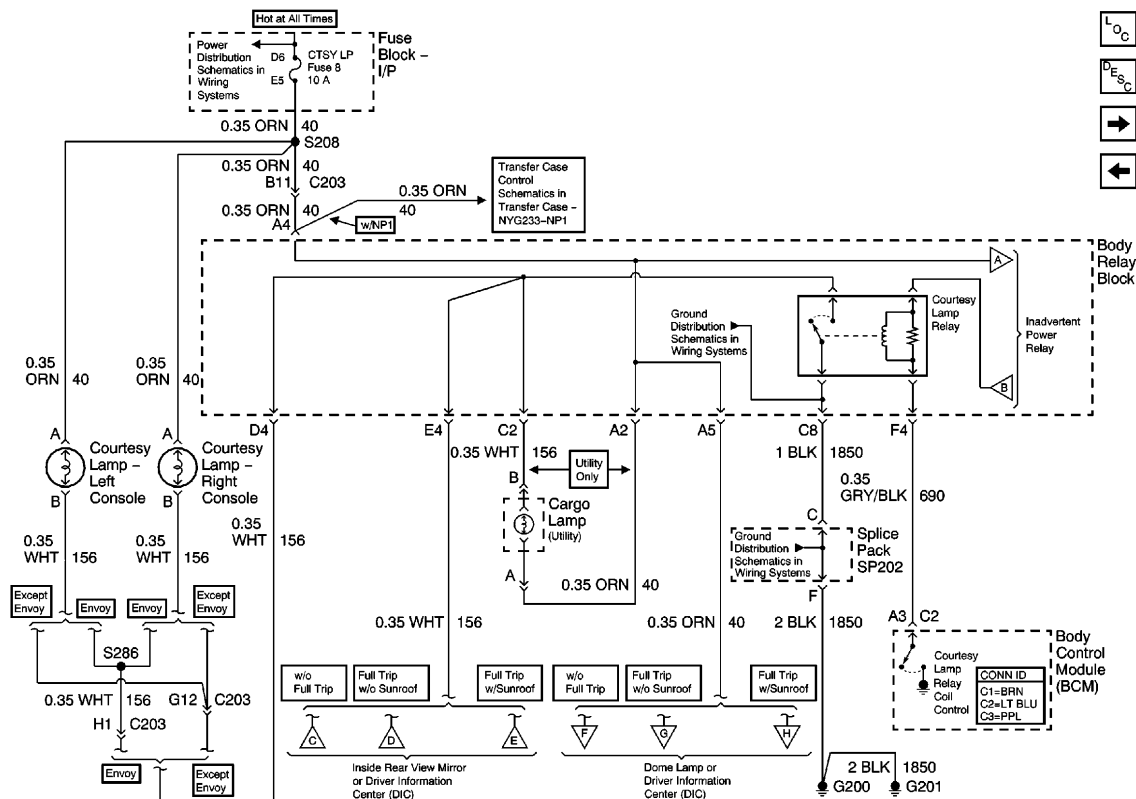 Hot at All Times
LOC
DESC
Power
Distribution
Schematics in
Wiring
Systems
D6
E5
CTSY LP
Fuse 8
10 A
Fuse
Block –
I/P
0.35 ORN 40
S208
0.35 ORN 40
B11 C203
0.35 ORN 40
A4
w/NP1
0.35 ORN
40
Transfer Case
Control
Schematics in
Transfer Case –
NYG233–NP1
Body
Relay
Block
A
Courtesy
Lamp
Relay
Inadvertent
Power
Relay
B
Ground
Distribution
Schematics in
Wiring Systems
0.35
ORN 40
0.35
ORN 40
D4
E4
C2
A2
A5
C8
F4
A
Courtesy
Lamp –
Left
Console
B
A
Courtesy
Lamp –
Right
Console
B
0.35 WHT 156
Utility
Only
B
Cargo
Lamp
(Utility)
A
0.35 ORN 40
1 BLK 1850
0.35
GRY/BLK 690
C
Ground
Distribution
Schematics in
Wiring Systems
Splice
Pack
SP202
F
0.35
WHT 156
0.35
WHT 156
0.35
WHT 156
0.35 WHT 156
0.35 ORN 40
2 BLK 1850
A3 C2
Body
Control
Module
(BCM)
Courtesy
Lamp
Relay
Coil
Control
CONN ID
C1=BRN
C2=LT BLU
C3=PPL
Except
Envoy
Envoy
Envoy
Except
Envoy
S286
0.35 WHT 156
G12 C203
H1 C203
Envoy
Except
Envoy
w/o
Full Trip
Full Trip
w/o Sunroof
Full Trip
w/Sunroof
w/o
Full Trip
Full Trip
w/o Sunroof
Full Trip
w/Sunroof
C
D
E
F
G
H
Inside Rear View Mirror
or Driver Information
Center (DIC)
Dome Lamp or
Driver Information
Center (DIC)
2 BLK 1850
G200
G201